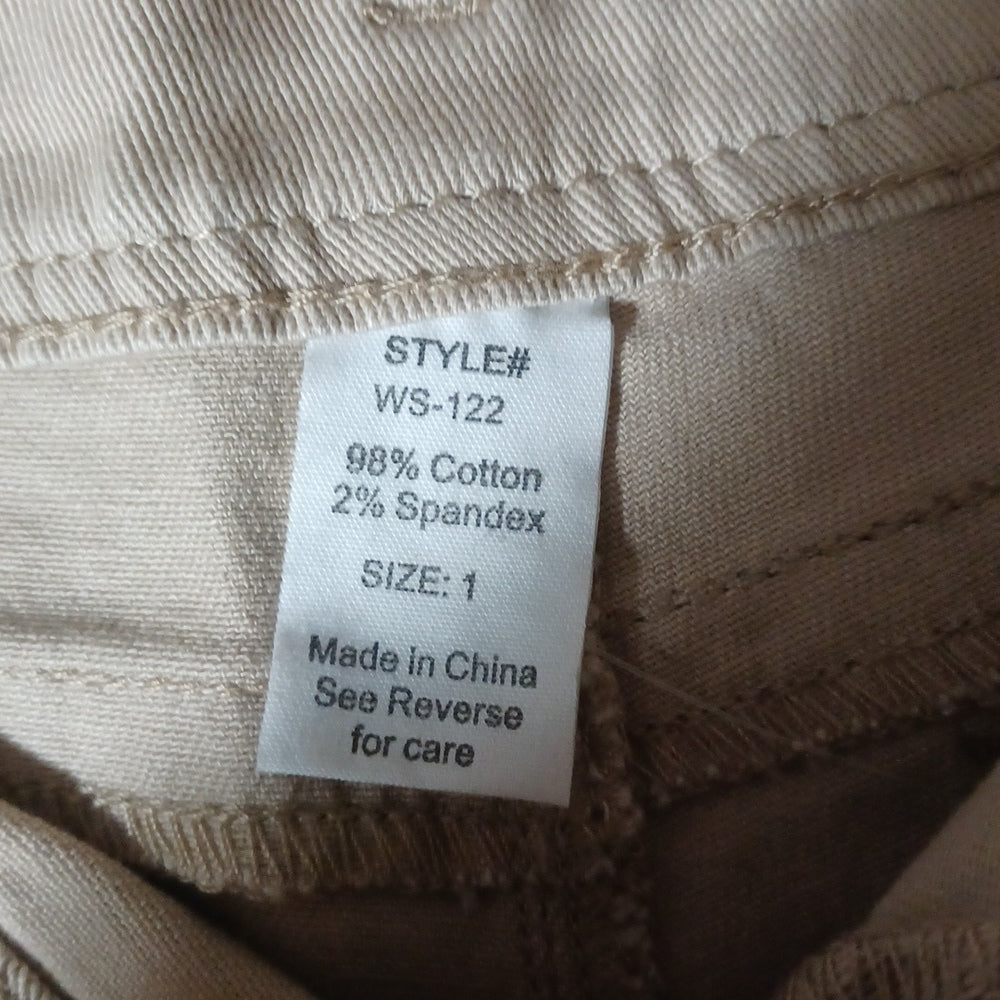 STYLE#
WS-122
98% Cotton
2% Spandex
SIZE: 1
Made in China
See Reverse
for care